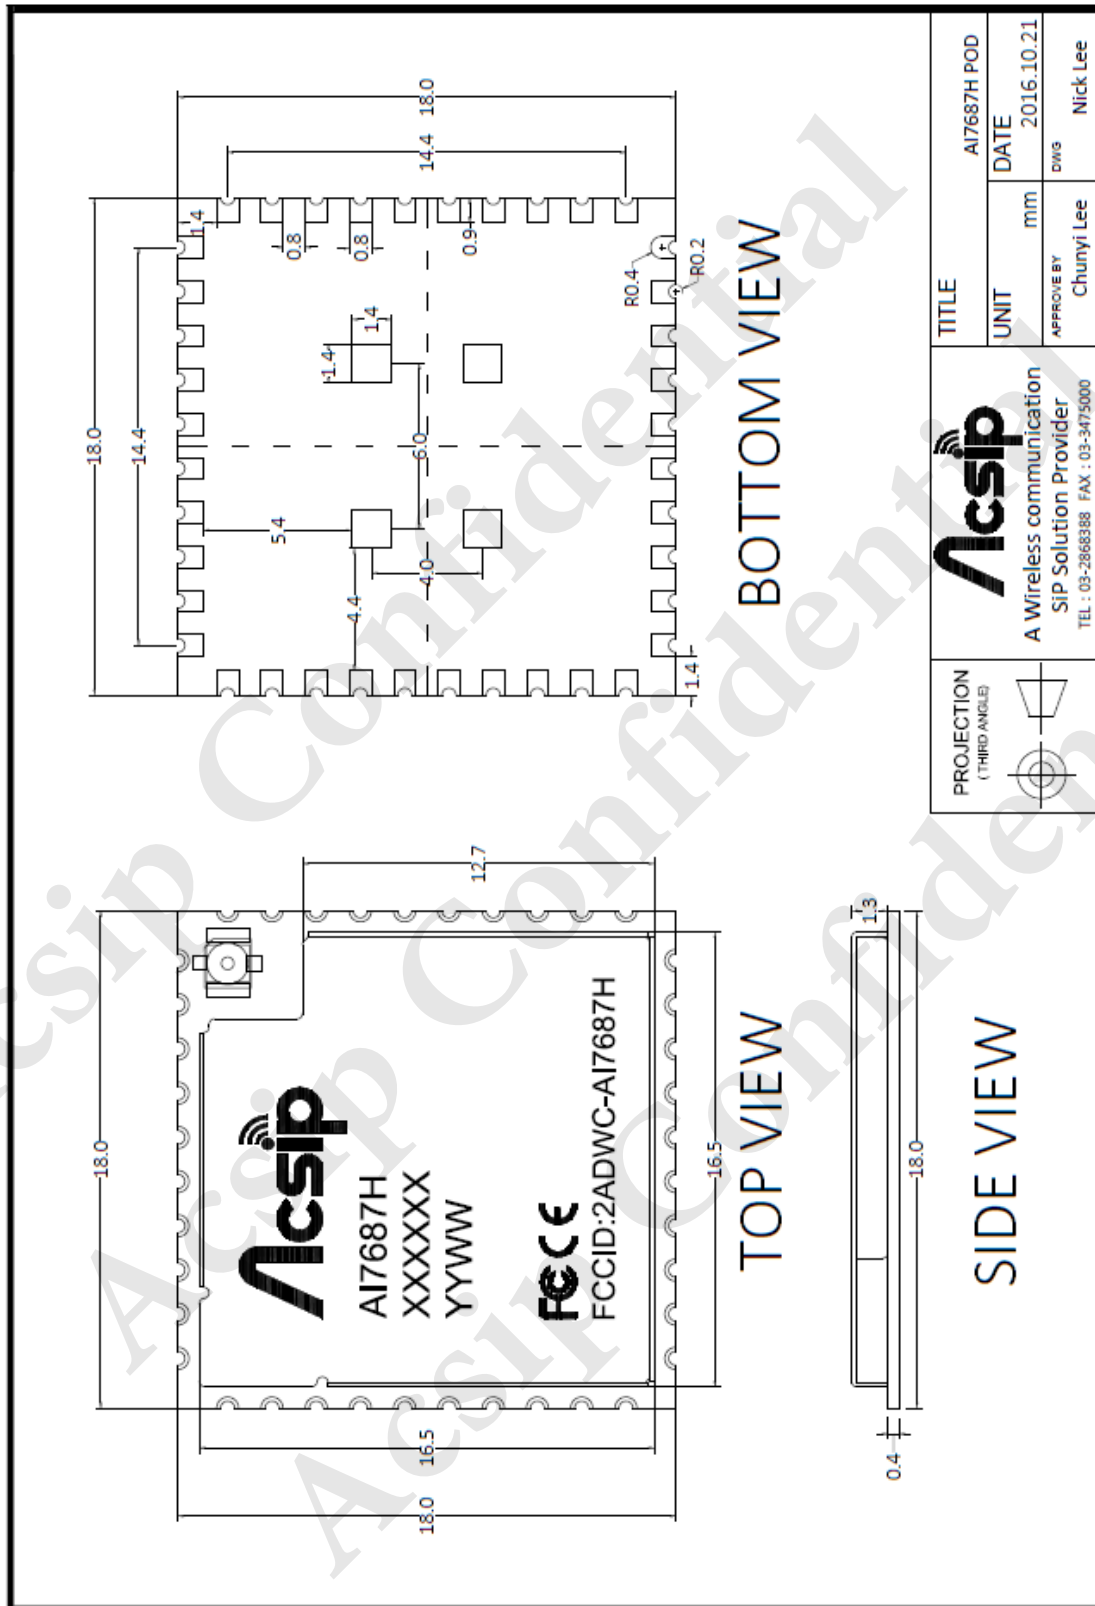 18.0
18.0
16.5
12.7
Acsip
AI7687H
XXXXXX
YYWW
FC CE
FCCID:2ADWC-AI7687H
16.5
TOP VIEW
1.3
0.4
18.0
SIDE VIEW
18.0
14.4
18.0
14.4
1.4
0.8
0.8
0.9
1.4
1.4
5.4
6.0
4.4
4.0
R0.4
R0.2
1.4
BOTTOM VIEW
PROJECTION
( THIRD ANGLE)
Acsip
A Wireless communication
SiP Solution Provider
TEL : 03-2868388 FAX : 03-3475000
TITLE
AI7687H POD
UNIT
mm
DATE
2016.10.21
APPROVE BY
Chunyi Lee
DWG
Nick Lee
Acsip Confidential
Acsip Confidential
Acsip Confiden